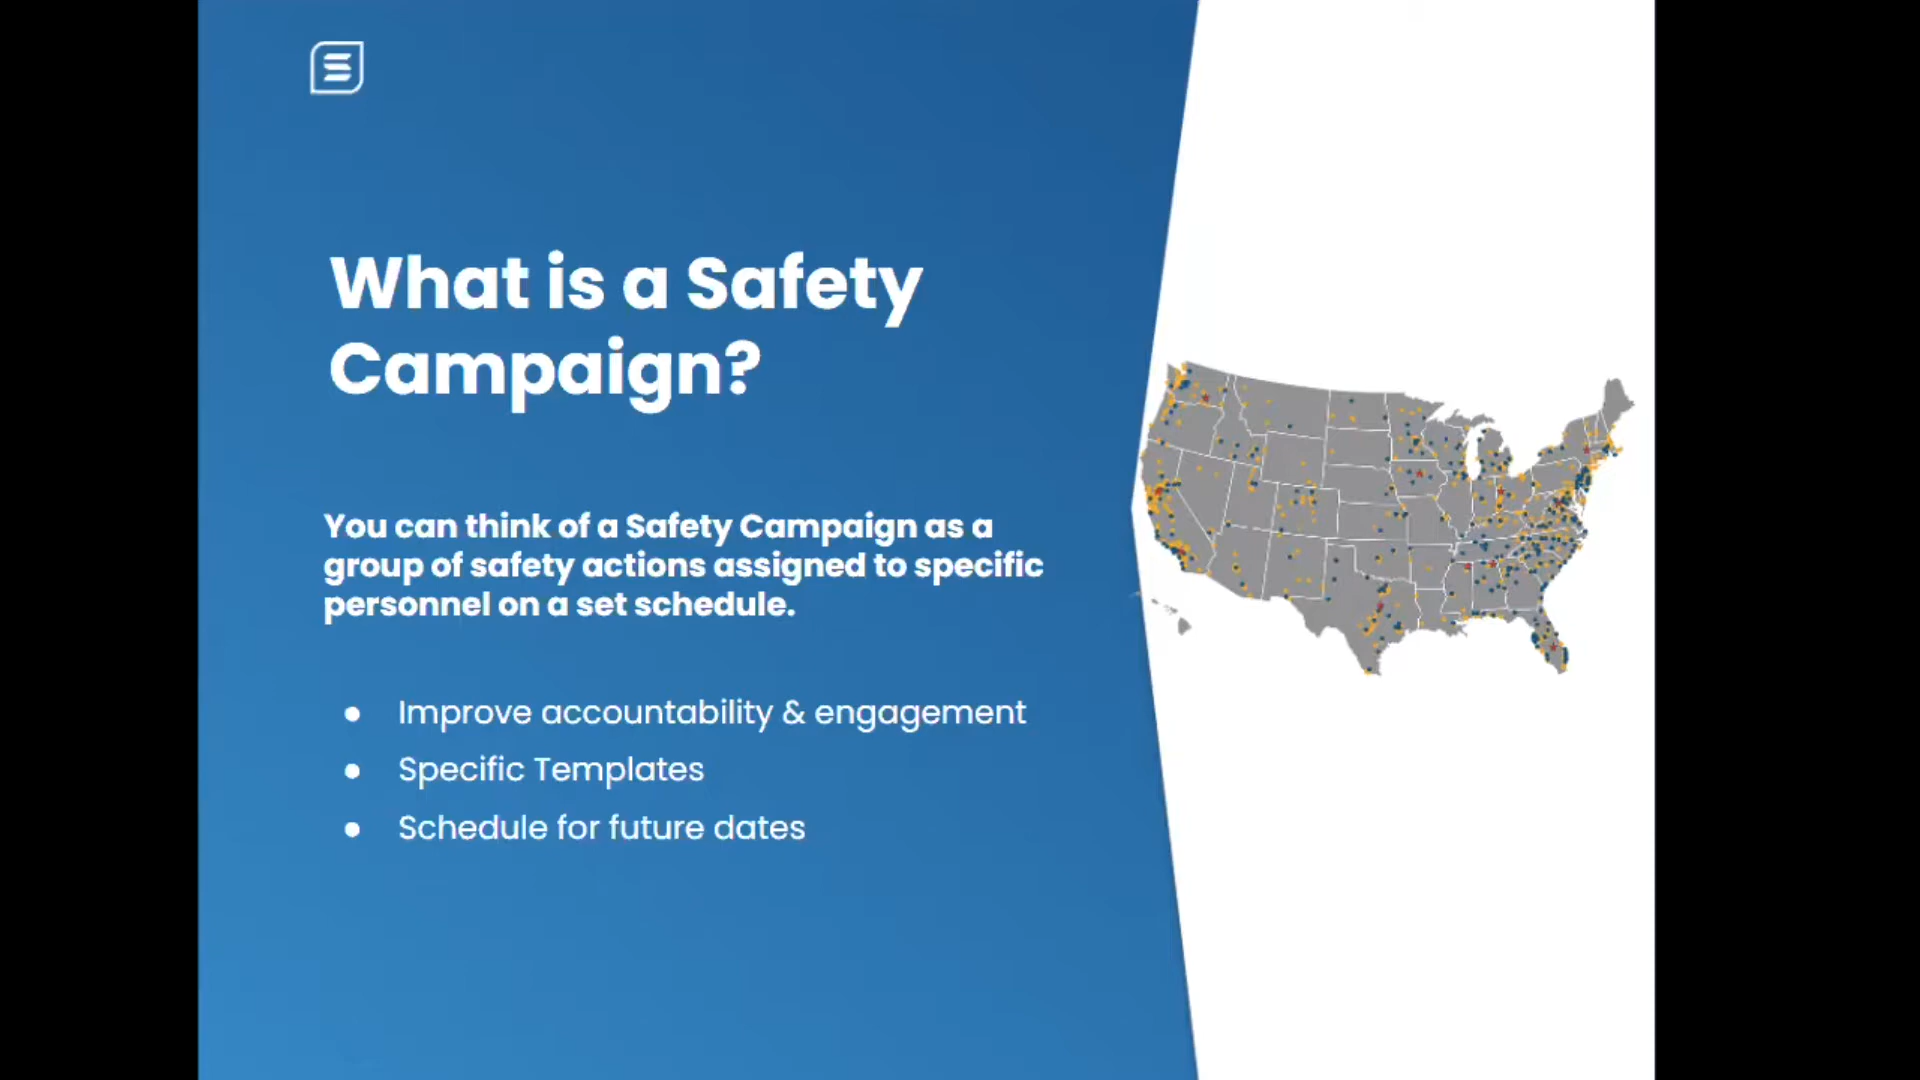 What is a Safety
Campaign?
You can think of a Safety Campaign as a
group of safety actions assigned to specific
personnel on a set schedule.
● Improve accountability & engagement
● Specific Templates
● Schedule for future dates